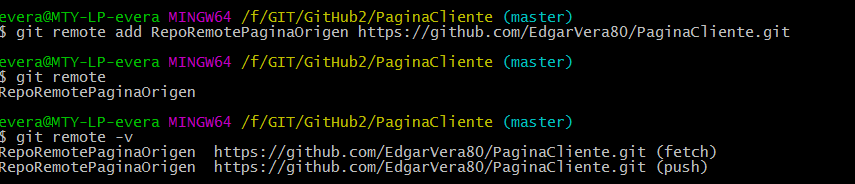 evera@MTY-LP-evera MINGW64 /f/GIT/GitHub2/PaginaCliente (master)
$ git remote add RepoRemotePaginaOrigen https://github.com/EdgarVera80/PaginaCliente.git
evera@MTY-LP-evera MINGW64 /f/GIT/GitHub2/PaginaCliente (master)
$ git remote
RepoRemotePaginaOrigen
evera@MTY-LP-evera MINGW64 /f/GIT/GitHub2/PaginaCliente (master)
$ git remote -v
RepoRemotePaginaOrigen  https://github.com/EdgarVera80/PaginaCliente.git (fetch)
RepoRemotePaginaOrigen  https://github.com/EdgarVera80/PaginaCliente.git (push)